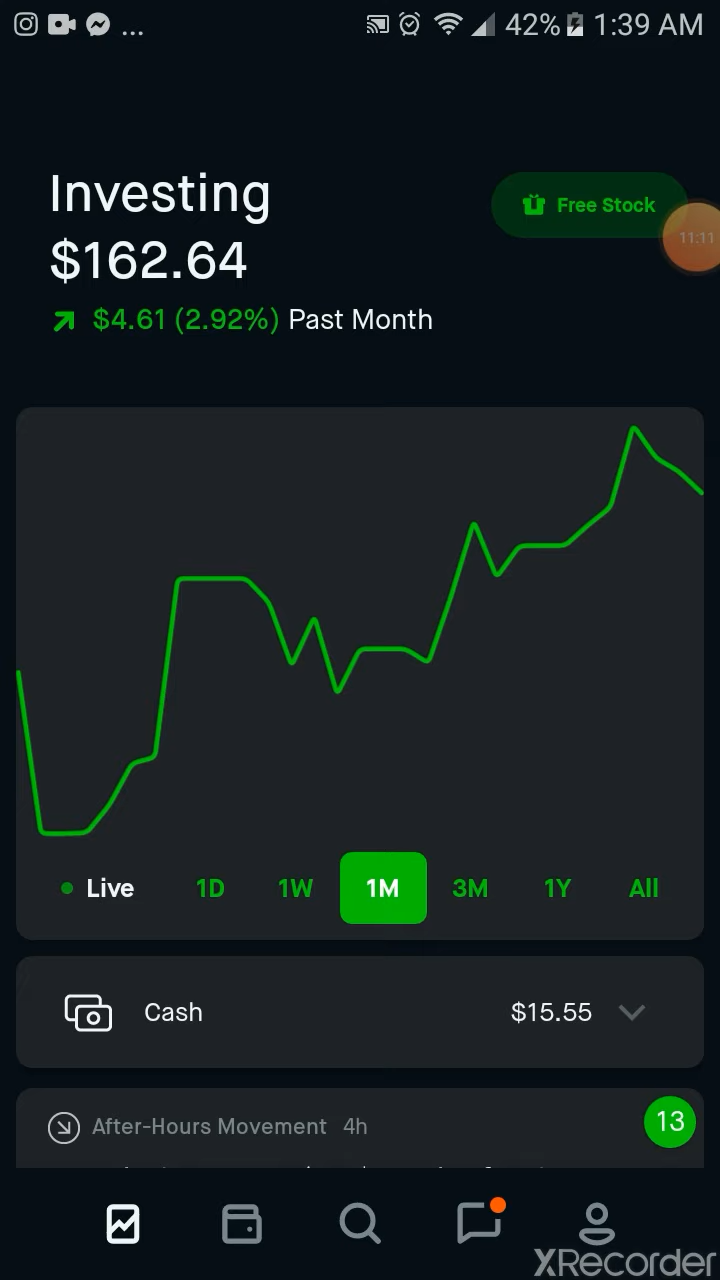 ... 42% 1:39 AM
Investing
$162.64
Free Stock
11:11
$4.61 (2.92%) Past Month
Live 1D 1W 1M 3M 1Y All
Cash $15.55
After-Hours Movement 4h 13
XRecorder